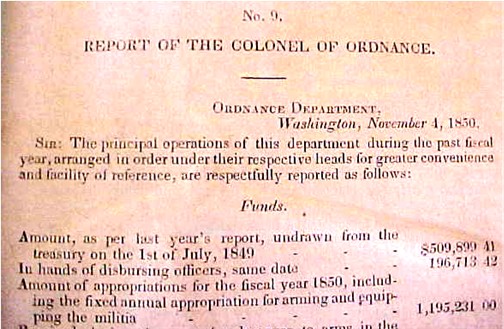 No. 9.
REPORT OF THE COLONEL OF ORDNANCE.
ORDNANCE DEPARTMENT,
Washington, November 4, 1850.
SIR: The principal operations of this department during the past fiscal
year, arranged in order under their respective heads for greater convenience
and facility of reference, are respectfully reported as follows:
Funds.
Amount, as per last year's report, undrawn from the
treasury on the 1st of July, 1849 - - - $509,899 41
In hands of disbursing officers, same date - - 196,713 42
Amount of appropriations for the fiscal year 1850, includ-
ing the fixed annual appropriation for arming and equip-
ping the militia - - - - - 1,195,231 00
to arms in the